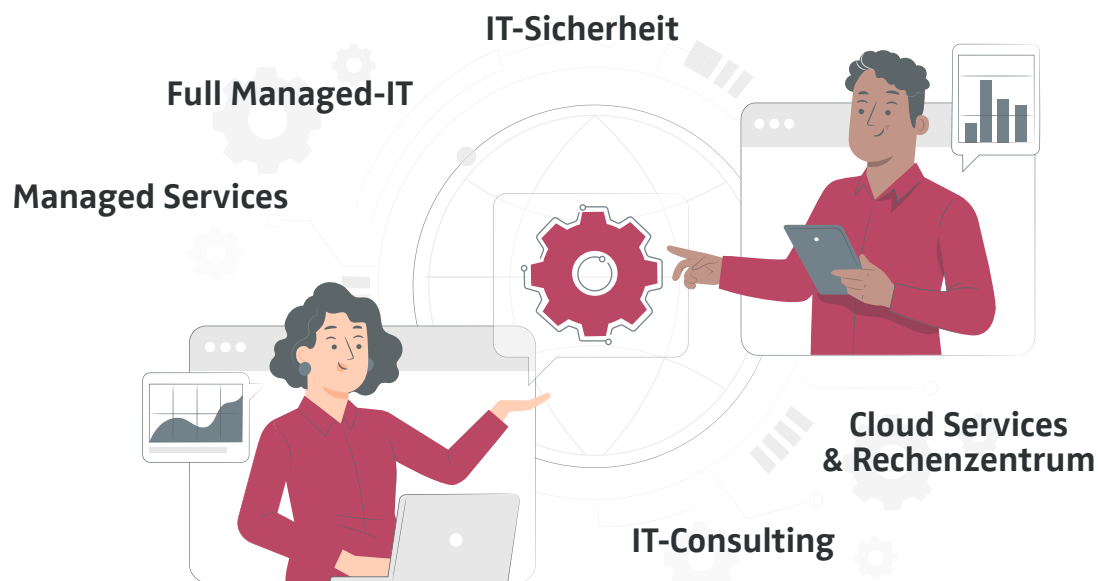 IT-Sicherheit
Full Managed-IT
Managed Services
Cloud Services
& Rechenzentrum
IT-Consulting